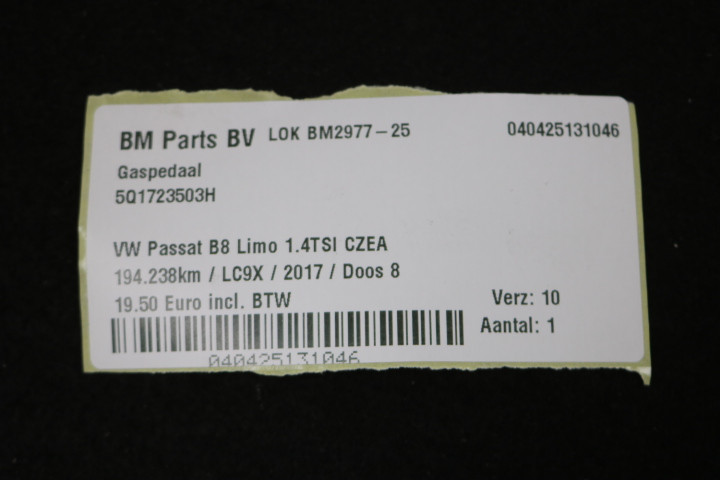 BM Parts BV LOK BM2977-25 040425131046
Gaspedaal
5Q1723503H
VW Passat B8 Limo 1.4TSI CZEA
194.238km / LC9X / 2017 / Doos 8
19.50 Euro incl. BTW Verz: 10
Aantal: 1
040425131046